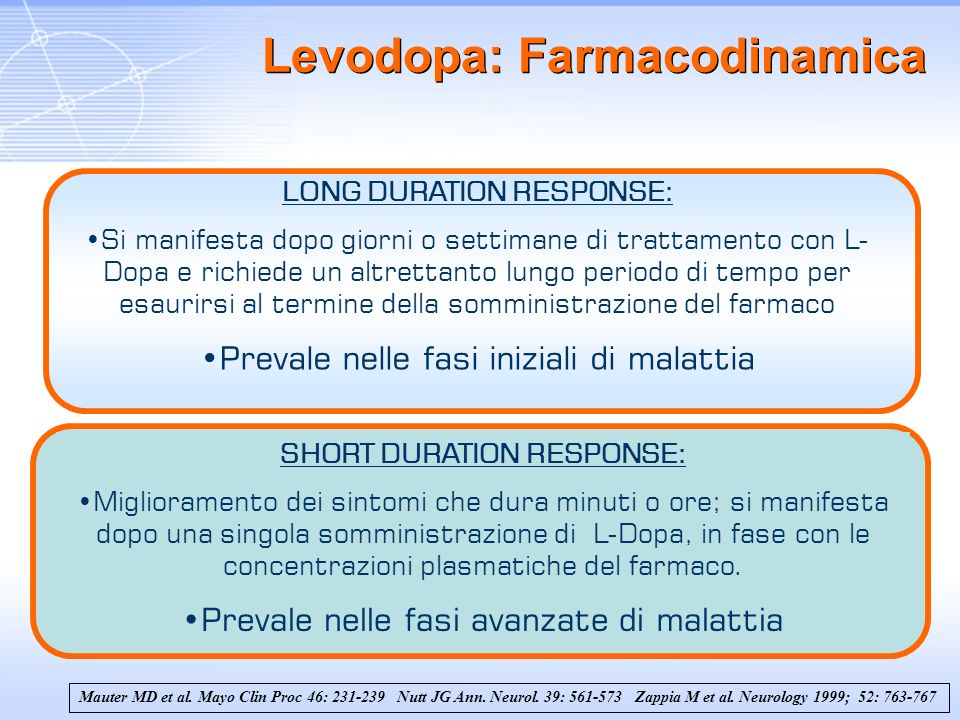 Levodopa: Farmacodinamica
LONG DURATION RESPONSE:
•Si manifesta dopo giorni o settimane di trattamento con L-
Dopa e richiede un altrettanto lungo periodo di tempo per
esaurirsi al termine della somministrazione del farmaco
•Prevale nelle fasi iniziali di malattia
SHORT DURATION RESPONSE:
•Miglioramento dei sintomi che dura minuti o ore; si manifesta
dopo una singola somministrazione di L-Dopa, in fase con le
concentrazioni plasmatiche del farmaco.
•Prevale nelle fasi avanzate di malattia
Mauter MD et al. Mayo Clin Proc 46: 231-239 Nutt JG Ann. Neurol. 39: 561-573 Zappia M et al. Neurology 1999; 52: 763-767